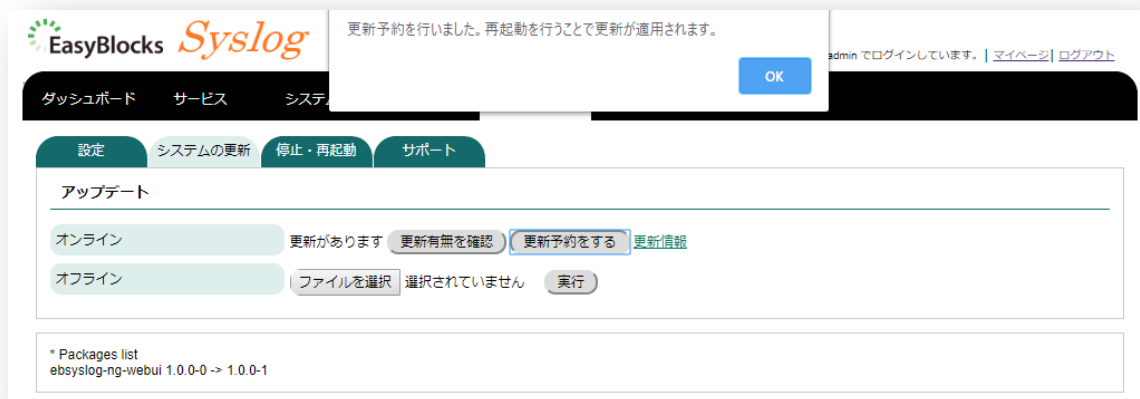 EasyBlocks Syslog
更新予約を行いました。再起動を行うことで更新が適用されます。
OK
admin でログインしています。| マイページ| ログアウト
ダッシュボード サービス システ
設定 システムの更新 停止・再起動 サポート
アップデート
オンライン 更新があります 更新有無を確認 更新予約をする 更新情報
オフライン ファイルを選択 選択されていません 実行
* Packages list
ebsyslog-ng-webui 1.0.0-0 -> 1.0.0-1